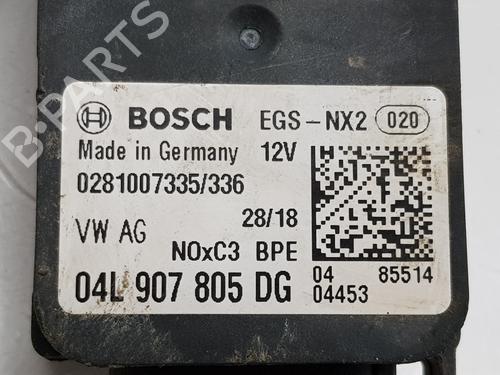 BOSCH EGS-NX2 020
Made in Germany 12V
0281007335/336
28/18
VW AG
NOxC3 BPE
04L 907 805 DG
04 85514
04453
B-PARTS